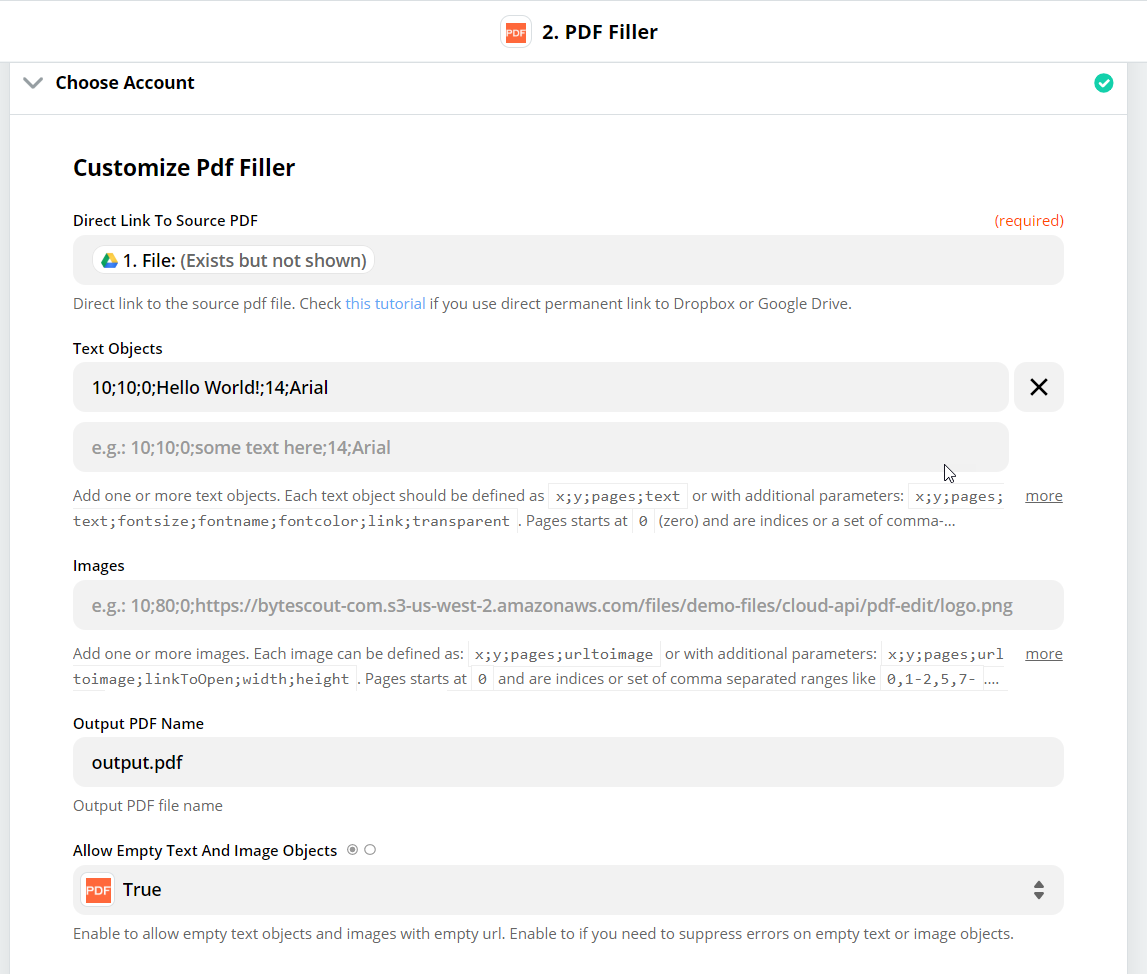 PDF 2. PDF Filler
Choose Account
Customize Pdf Filler
Direct Link To Source PDF (required)
1. File: (Exists but not shown)
Direct link to the source pdf file. Check this tutorial if you use direct permanent link to Dropbox or Google Drive.
Text Objects
10;10;0;Hello World!;14;Arial
e.g.: 10;10;0;some text here;14;Arial
Add one or more text objects. Each text object should be defined as x;y;pages;text or with additional parameters: x;y;pages; more
text;fontsize;fontname;fontcolor;link;transparent . Pages starts at 0 (zero) and are indices or a set of comma-...
Images
e.g.: 10;80;0;https://bytescout-com.s3-us-west-2.amazonaws.com/files/demo-files/cloud-api/pdf-edit/logo.png
Add one or more images. Each image can be defined as: x;y;pages;urltoimage or with additional parameters: x;y;pages;url more
toimage;linkToOpen;width;height . Pages starts at 0 and are indices or set of comma separated ranges like 0,1-2,5,7- ....
Output PDF Name
output.pdf
Output PDF file name
Allow Empty Text And Image Objects
PDF True
Enable to allow empty text objects and images with empty url. Enable to if you need to suppress errors on empty text or image objects.